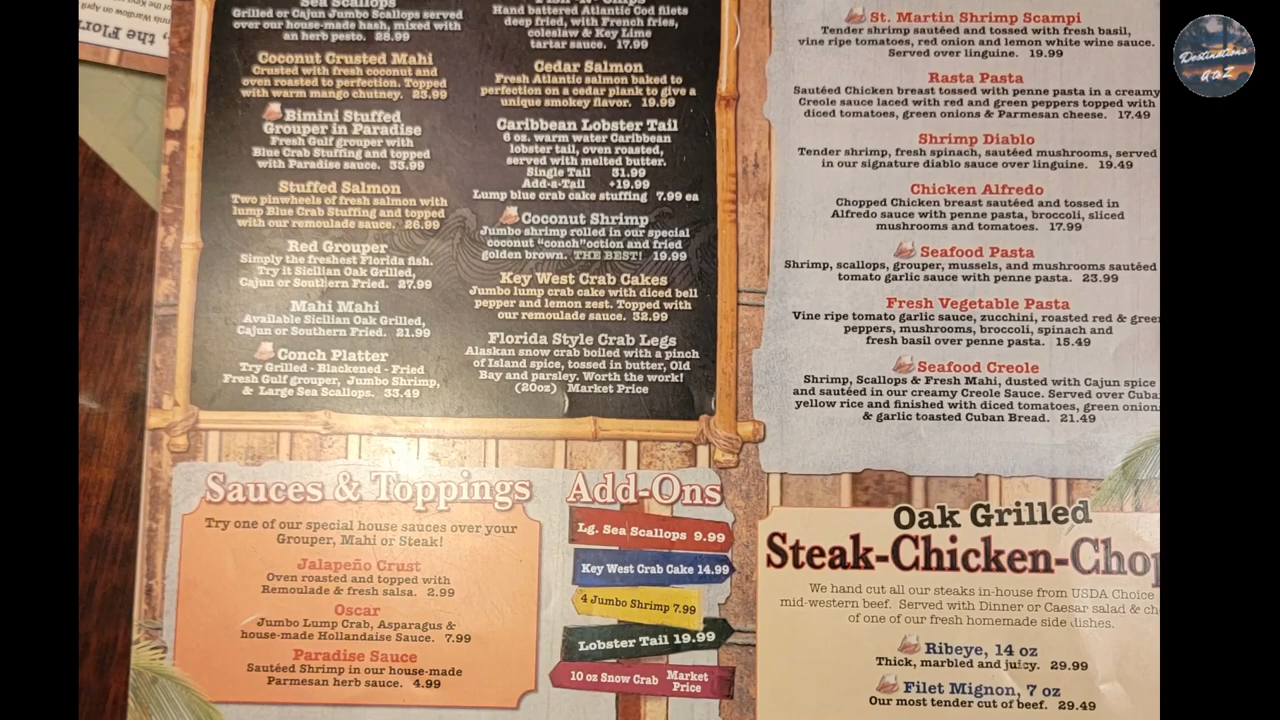 the Flor
Sea Scallops
Grilled or Cajun Jumbo Scallops served
over our house-made hash, mixed with
an herb pesto. 28.99
Coconut Crusted Mahi
Crusted with fresh coconut and
oven roasted to perfection. Topped
with warm mango chutney. 23.99
Bimini Stuffed
Grouper in Paradise
Fresh Gulf grouper with
Blue Crab Stuffing and topped
with Paradise sauce. 33.99
Stuffed Salmon
Two pinwheels of fresh salmon with
lump Blue Crab Stuffing and topped
with our remoulade sauce. 26.99
Red Grouper
Simply the freshest Florida fish.
Try it Sicilian Oak Grilled,
Cajun or Southern Fried. 27.99
Mahi Mahi
Available Sicilian Oak Grilled,
Cajun or Southern Fried. 21.99
Conch Platter
Try Grilled - Blackened - Fried
Fresh Gulf grouper, Jumbo Shrimp,
& Large Sea Scallops. 33.49
Fish -N- Chips
Hand battered Atlantic Cod filets
deep fried, with French fries,
coleslaw & Key Lime
tartar sauce. 17.99
Cedar Salmon
Fresh Atlantic salmon baked to
perfection on a cedar plank to give a
unique smokey flavor. 19.99
Caribbean Lobster Tail
6 oz. warm water Caribbean
lobster tail, oven roasted,
served with melted butter.
Single Tail 31.99
Add-a-Tail +19.99
Lump blue crab cake stuffing 7.99 ea
Coconut Shrimp
Jumbo shrimp rolled in our special
coconut "conch"oction and fried
golden brown. THE BEST! 19.99
Key West Crab Cakes
Jumbo lump crab cake with diced bell
pepper and lemon zest. Topped with
our remoulade sauce. 32.99
Florida Style Crab Legs
Alaskan snow crab boiled with a pinch
of Island spice, tossed in butter, Old
Bay and parsley. Worth the work!
(20oz) Market Price
St. Martin Shrimp Scampi
Tender shrimp sautéed and tossed with fresh basil,
vine ripe tomatoes, red onion and lemon white wine sauce.
Served over linguine. 19.99
Rasta Pasta
Sautéed Chicken breast tossed with penne pasta in a creamy
Creole sauce laced with red and green peppers topped with
diced tomatoes, green onions & Parmesan cheese. 17.49
Shrimp Diablo
Tender shrimp, fresh spinach, sautéed mushrooms, served
in our signature diablo sauce over linguine. 19.49
Chicken Alfredo
Chopped Chicken breast sautéed and tossed in
Alfredo sauce with penne pasta, broccoli, sliced
mushrooms and tomatoes. 17.99
Seafood Pasta
Shrimp, scallops, grouper, mussels, and mushrooms sautéed
tomato garlic sauce with penne pasta. 23.99
Fresh Vegetable Pasta
Vine ripe tomato garlic sauce, zucchini, roasted red & gree
peppers, mushrooms, broccoli, spinach and
fresh basil over penne pasta. 15.49
Seafood Creole
Shrimp, Scallops & Fresh Mahi, dusted with Cajun spice
and sautéed in our creamy Creole Sauce. Served over Cuba
yellow rice and finished with diced tomatoes, green onion
& garlic toasted Cuban Bread. 21.49
Sauces & Toppings
Try one of our special house sauces over your
Grouper, Mahi or Steak!
Jalapeño Crust
Oven roasted and topped with
Remoulade & fresh salsa. 2.99
Oscar
Jumbo Lump Crab, Asparagus &
house-made Hollandaise Sauce. 7.99
Paradise Sauce
Sautéed Shrimp in our house-made
Parmesan herb sauce. 4.99
Add-Ons
Lg. Sea Scallops 9.99
Key West Crab Cake 14.99
4 Jumbo Shrimp 7.99
Lobster Tail 19.99
10 oz Snow Crab Market
Price
Oak Grilled
Steak-Chicken-Chop
We hand cut all our steaks in-house from USDA Choice
mid-western beef. Served with Dinner or Caesar salad & ch
of one of our fresh homemade side dishes.
Ribeye, 14 oz
Thick, marbled and juicy. 29.99
Filet Mignon, 7 oz
Our most tender cut of beef. 29.49
Destinations
A to Z